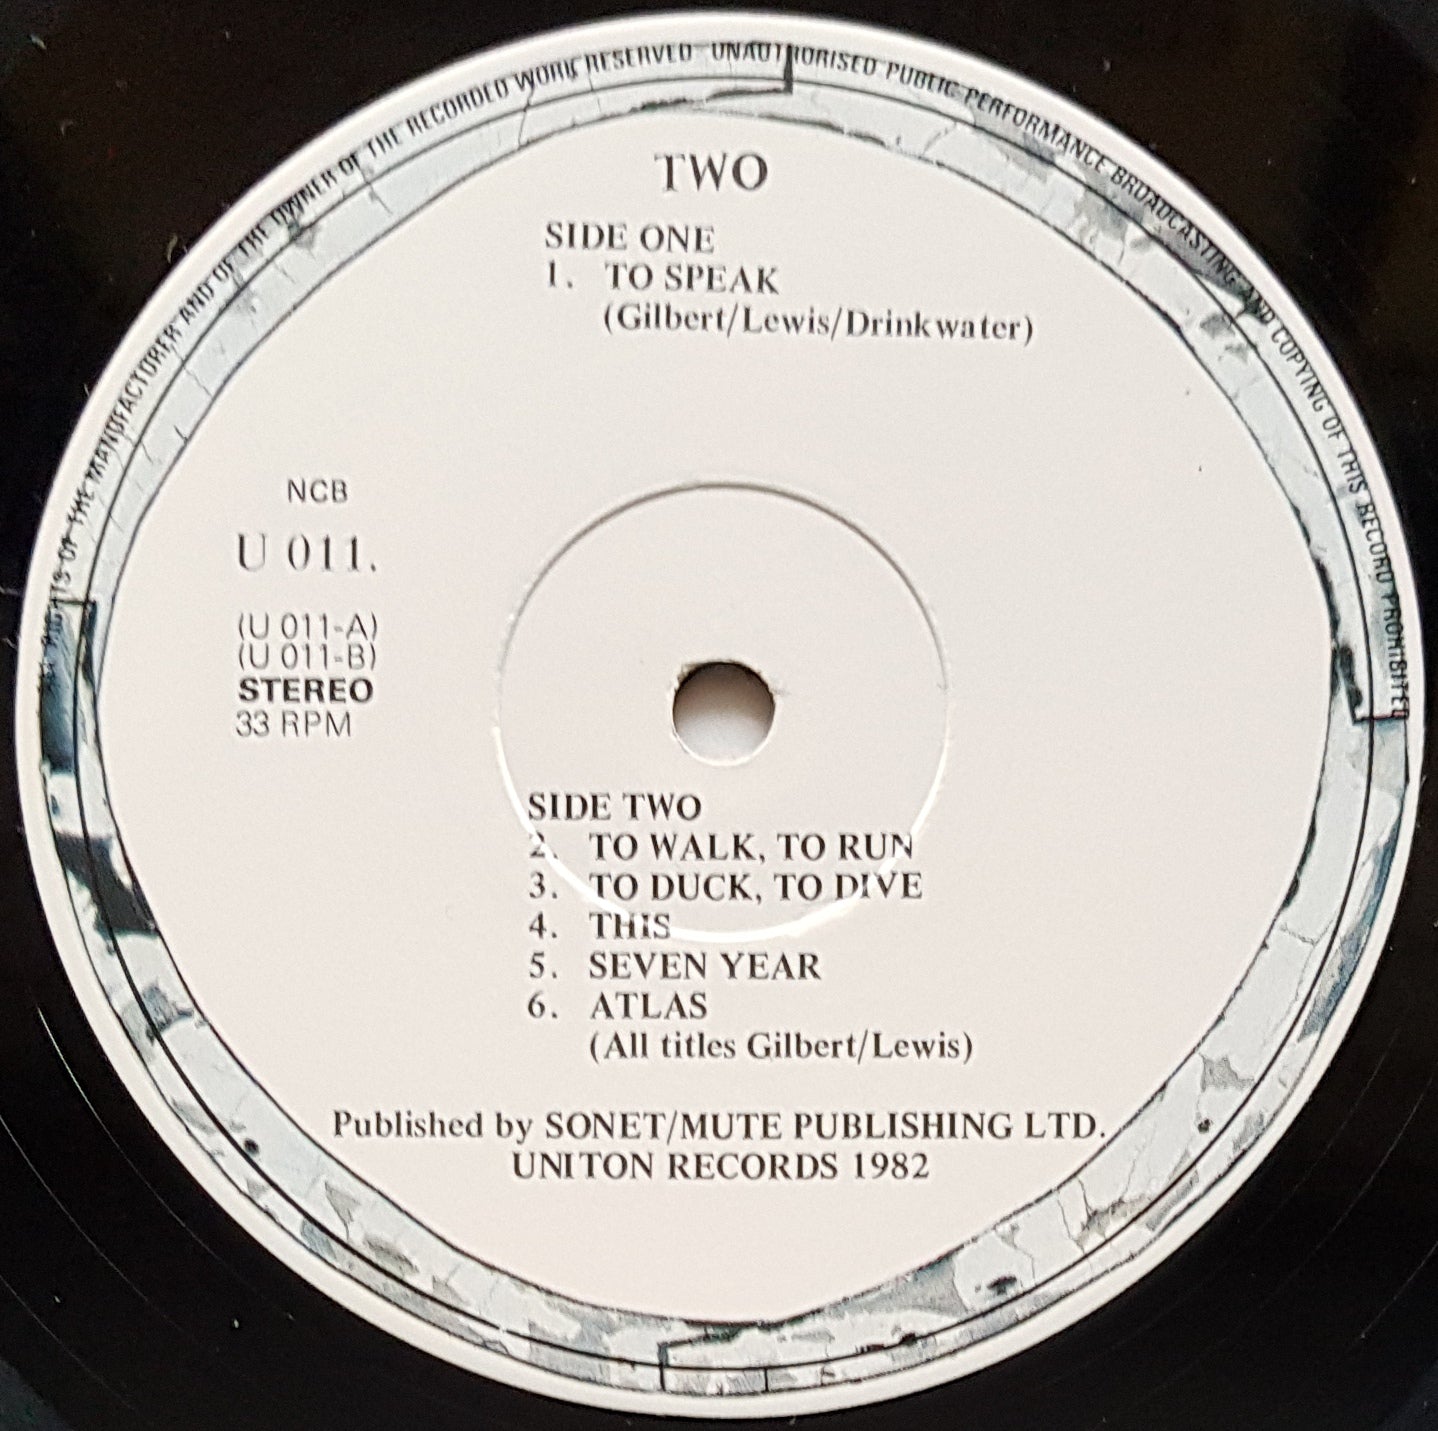 ALL RIGHTS OF THE MANUFACTORER AND OF THE OWNER OF THE RECORDED WORK RESERVED UNAUTHORISED PUBLIC PERFORMANCE BROADCASTING AND COPYING OF THIS RECORD PROHIBITED
TWO
SIDE ONE
1. TO SPEAK
(Gilbert/Lewis/Drinkwater)
NCB
U 011.
(U 011-A)
(U 011-B)
STEREO
33 RPM
SIDE TWO
2. TO WALK, TO RUN
3. TO DUCK, TO DIVE
4. THIS
5. SEVEN YEAR
6. ATLAS
(All titles Gilbert/Lewis)
Published by SONET/MUTE PUBLISHING LTD.
UNITON RECORDS 1982